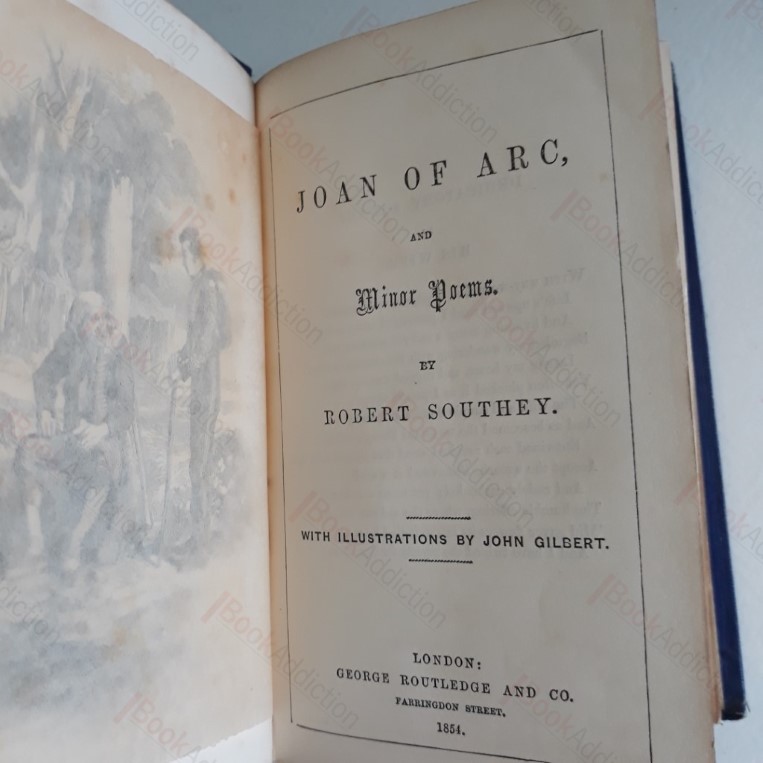 JOAN OF ARC,
AND
Minor Poems.
BY
ROBERT SOUTHEY.
WITH ILLUSTRATIONS BY JOHN GILBERT.
LONDON:
GEORGE ROUTLEDGE AND CO.
FARRINGDON STREET.
1854.
BookAddiction